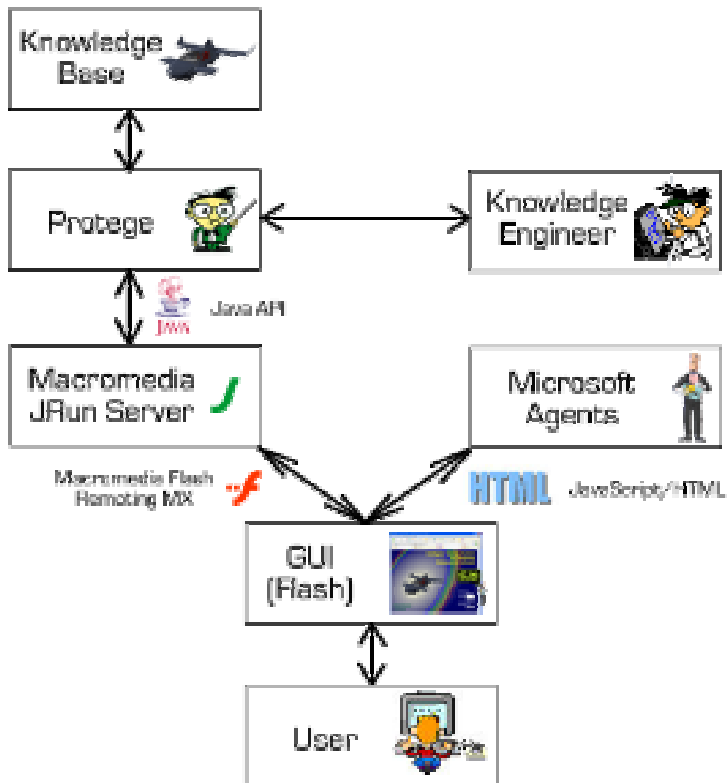 Knowledge
Base
Protege
Knowledge
Engineer
JAVA
Java API
Macromedia
JRun Server
Microsoft
Agents
Macromedia Flash
Remoting MX
HTML
JavaScript/HTML
GUI
(Flash)
User